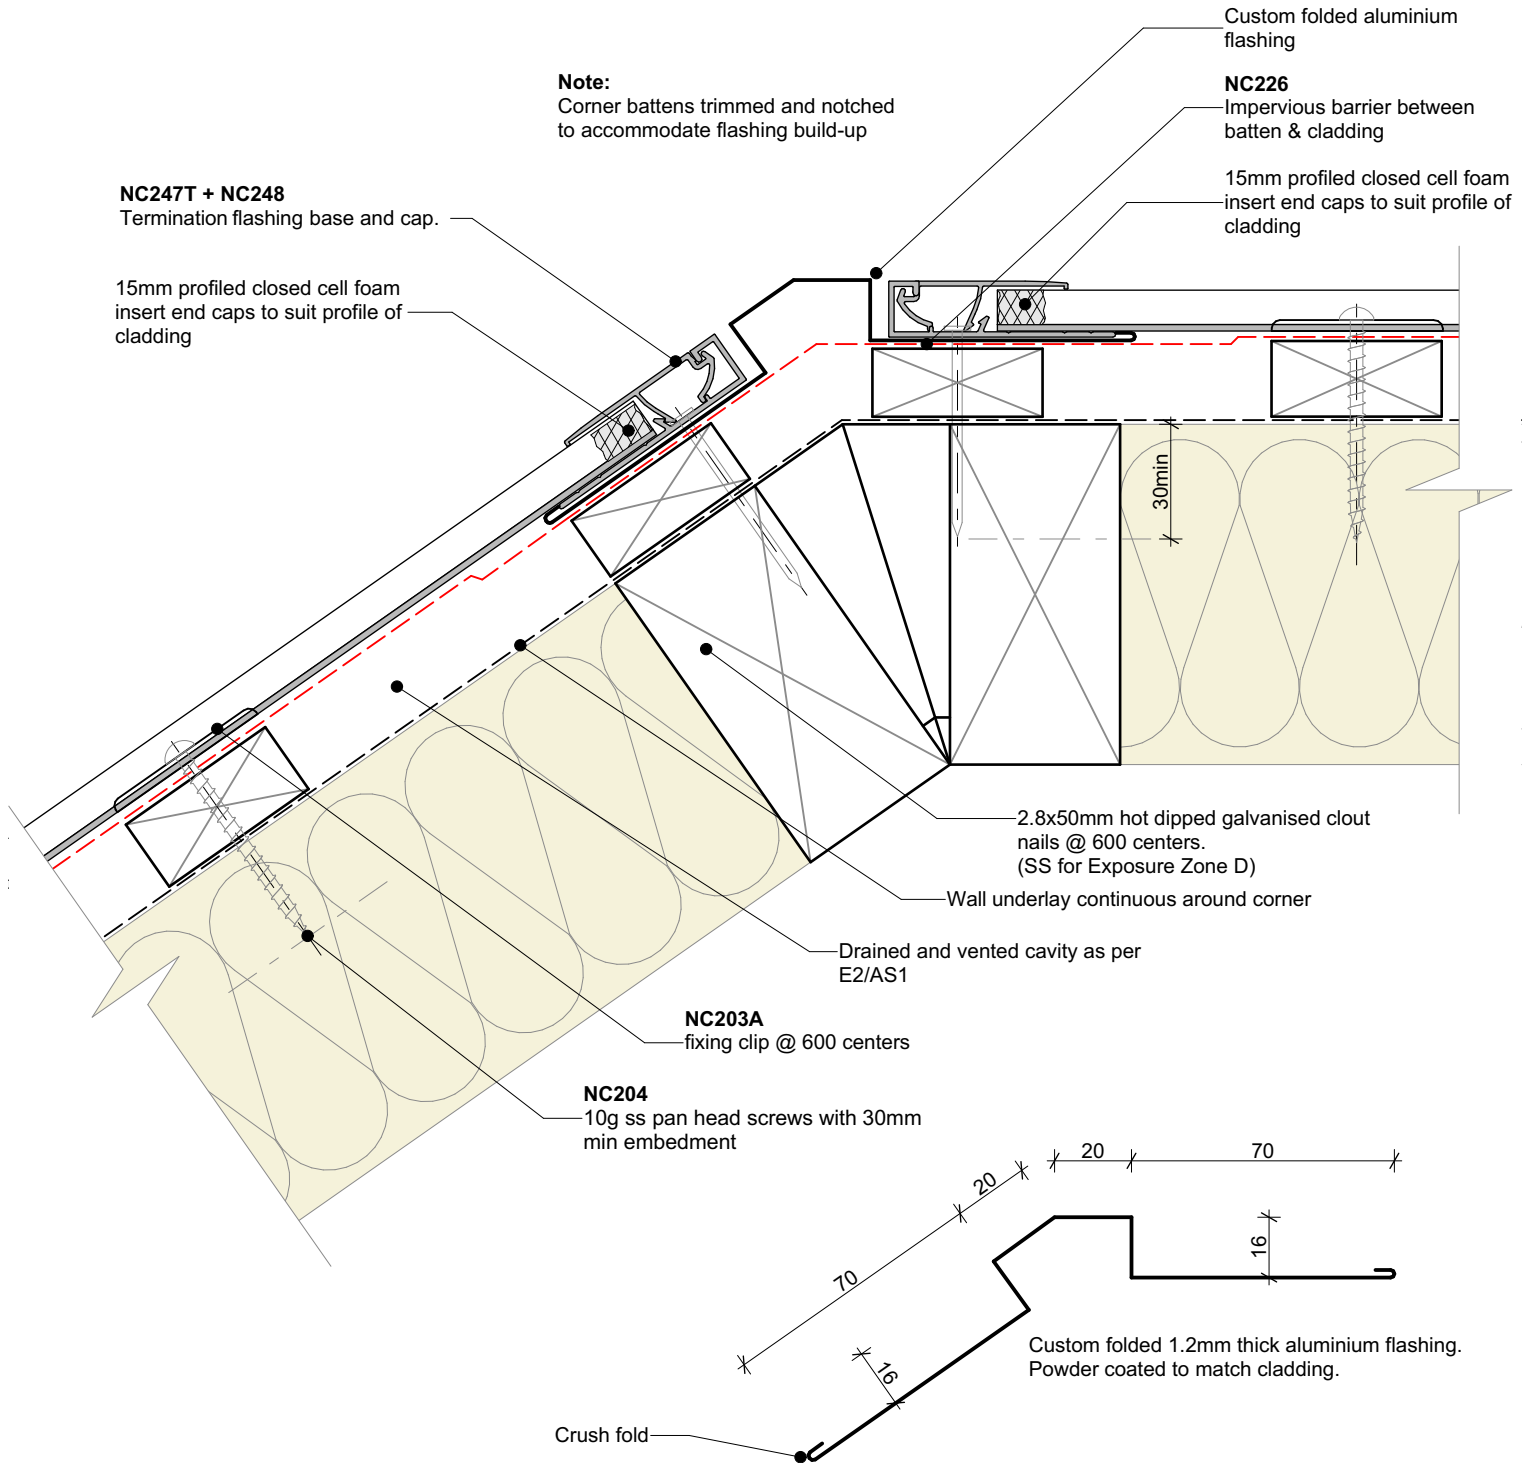 Custom folded aluminium
flashing
Note:
Corner battens trimmed and notched
to accommodate flashing build-up
NC226
Impervious barrier between
batten & cladding
15mm profiled closed cell foam
insert end caps to suit profile of
cladding
NC247T + NC248
Termination flashing base and cap.
15mm profiled closed cell foam
insert end caps to suit profile of
cladding
30min
2.8x50mm hot dipped galvanised clout
nails @ 600 centers.
(SS for Exposure Zone D)
Wall underlay continuous around corner
Drained and vented cavity as per
E2/AS1
NC203A
fixing clip @ 600 centers
NC204
10g ss pan head screws with 30mm
min embedment
20
70
20
70
16
16
Custom folded 1.2mm thick aluminium flashing.
Powder coated to match cladding.
Crush fold